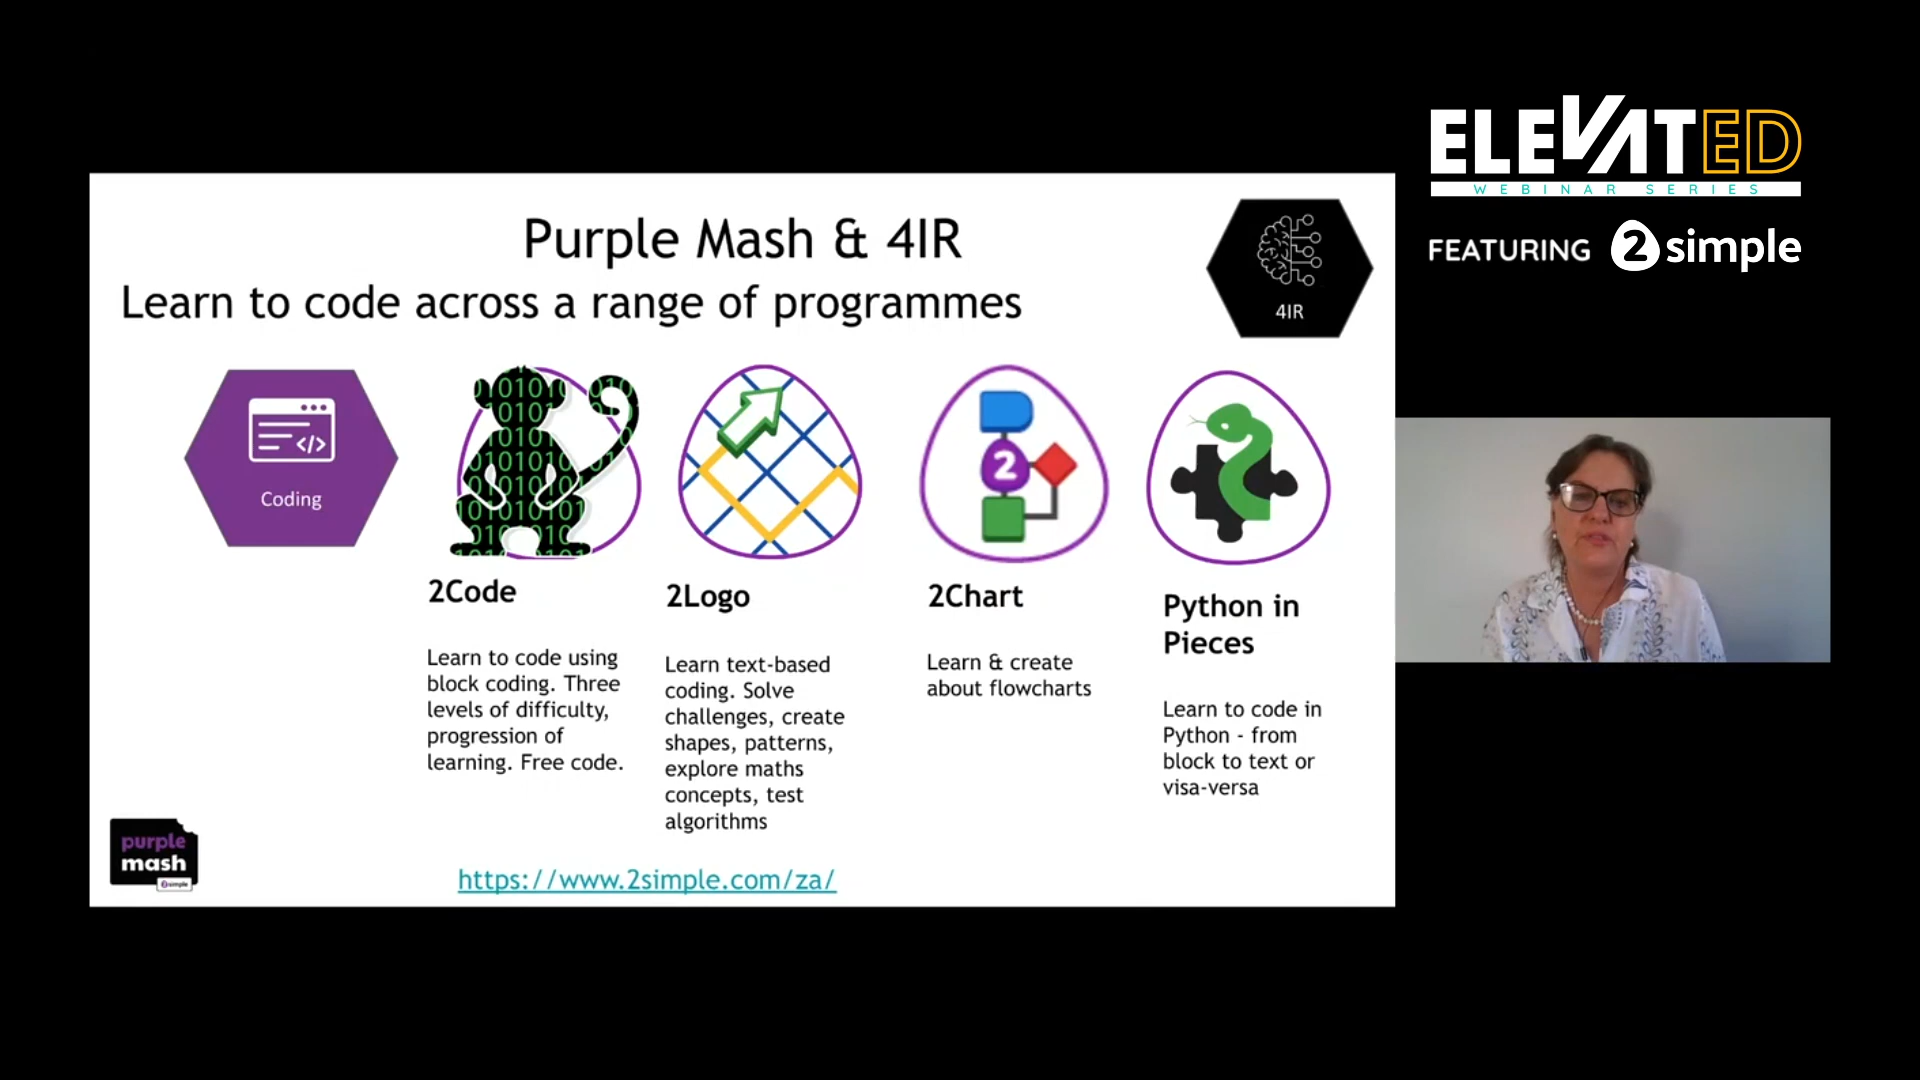 ELEVATED
WEBINAR SERIES
FEATURING 2simple
Purple Mash & 4IR
Learn to code across a range of programmes
4IR
Coding
2
2Code
Learn to code using
block coding. Three
levels of difficulty,
progression of
learning. Free code.
2Logo
Learn text-based
coding. Solve
challenges, create
shapes, patterns,
explore maths
concepts, test
algorithms
2Chart
Learn & create
about flowcharts
Python in
Pieces
Learn to code in
Python - from
block to text or
visa-versa
purple
mash
2simple
https://www.2simple.com/za/